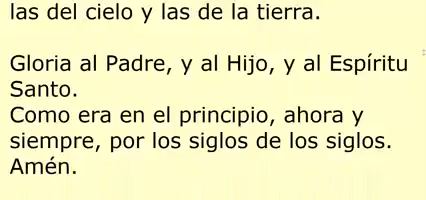 las del cielo y las de la tierra.
Gloria al Padre, y al Hijo, y al Espíritu
Santo.
Como era en el principio, ahora y
siempre, por los siglos de los siglos.
Amén.